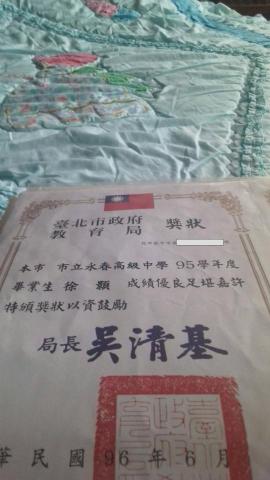 臺北市政府
教育局 獎狀
本市 市立永春高級中學 95學年度
畢業生徐顥 成績優良足堪嘉許
特頒獎狀以資鼓勵
局長 吳清基
華民國 96 年 6 月